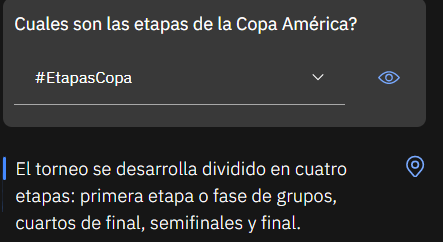 Cuales son las etapas de la Copa América?
#EtapasCopa
El torneo se desarrolla dividido en cuatro
etapas: primera etapa o fase de grupos,
cuartos de final, semifinales y final.